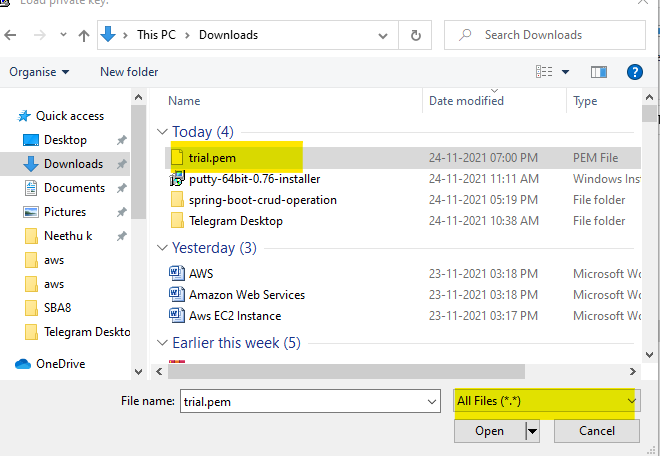 Load private key:
This PC > Downloads
Search Downloads
Organise New folder
Name Date modified Type
Quick access
Desktop
Downloads
Documents
Pictures
Neethu k
aws
aws
SBA8
Telegram Deskto
OneDrive
Today (4)
trial.pem 24-11-2021 07:00 PM PEM File
putty-64bit-0.76-installer 24-11-2021 11:11 AM Windows Inst
spring-boot-crud-operation 24-11-2021 05:19 PM File folder
Telegram Desktop 24-11-2021 10:38 AM File folder
Yesterday (3)
AWS 23-11-2021 03:18 PM Microsoft Wo
Amazon Web Services 23-11-2021 03:18 PM Microsoft Wo
Aws EC2 Instance 23-11-2021 03:17 PM Microsoft Wo
Earlier this week (5)
File name: trial.pem All Files (*.*)
Open Cancel